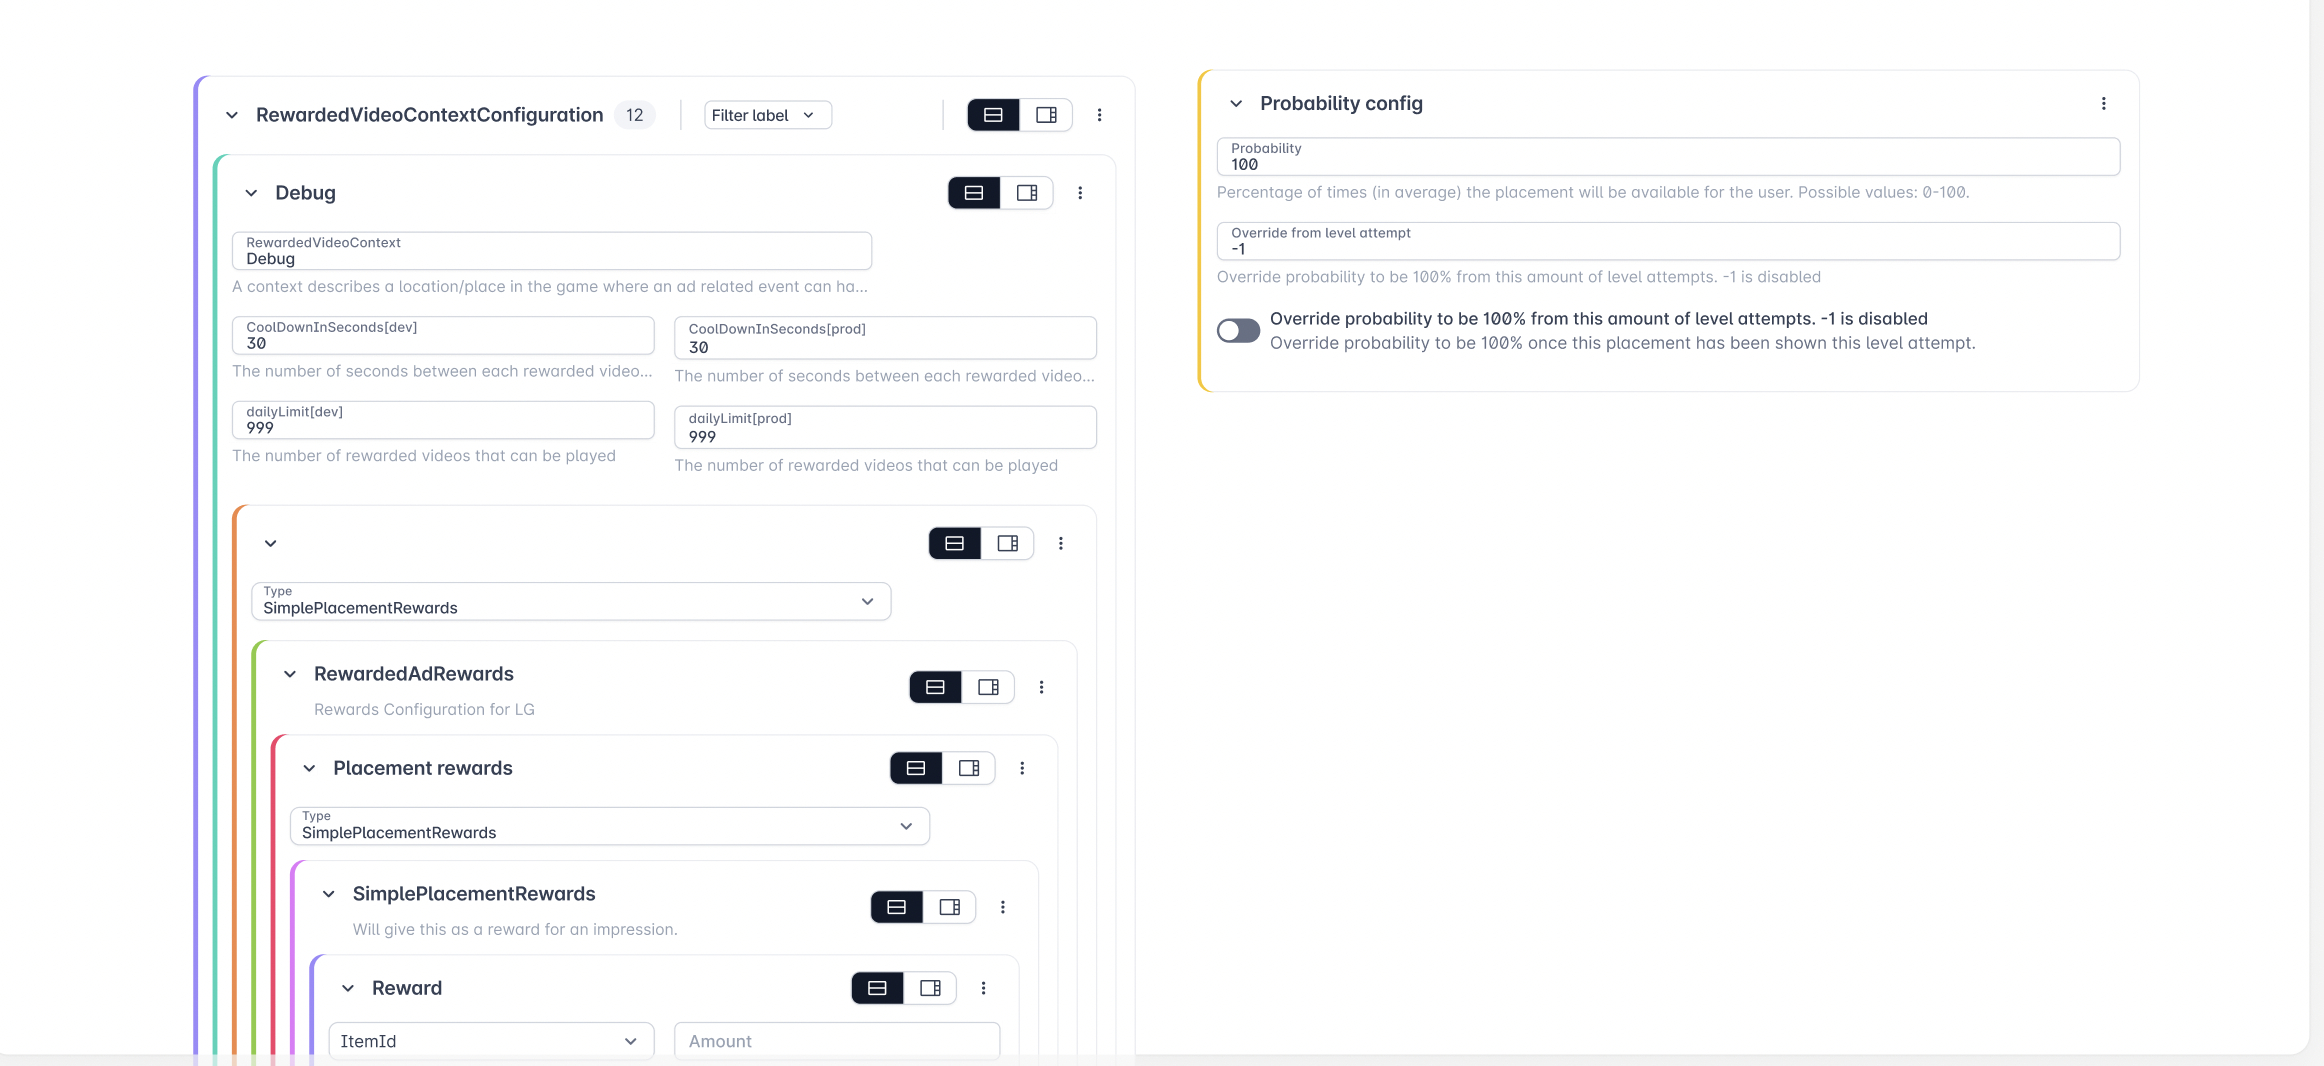 RewardedVideoContextConfiguration 12 Filter label
Debug
RewardedVideoContext
Debug
A context describes a location/place in the game where an ad related event can ha...
CoolDownInSeconds[dev]
30
The number of seconds between each rewarded video...
CoolDownInSeconds[prod]
30
The number of seconds between each rewarded video...
dailyLimit[dev]
999
The number of rewarded videos that can be played
dailyLimit[prod]
999
The number of rewarded videos that can be played
Type
SimplePlacementRewards
RewardedAdRewards
Rewards Configuration for LG
Placement rewards
Type
SimplePlacementRewards
SimplePlacementRewards
Will give this as a reward for an impression.
Reward
ItemId
Amount
Probability config
Probability
100
Percentage of times (in average) the placement will be available for the user. Possible values: 0-100.
Override from level attempt
-1
Override probability to be 100% from this amount of level attempts. -1 is disabled
Override probability to be 100% from this amount of level attempts. -1 is disabled
Override probability to be 100% once this placement has been shown this level attempt.